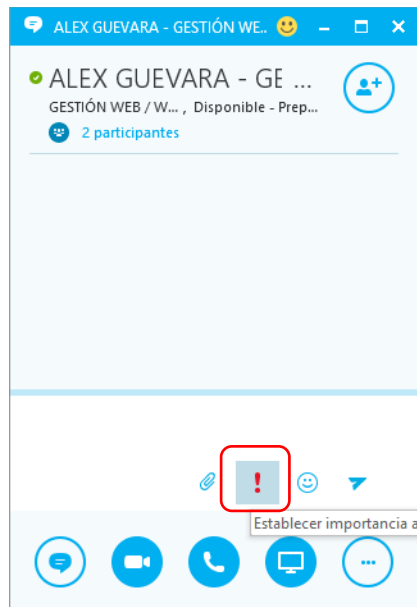 ALEX GUEVARA - GESTIÓN WE..
ALEX GUEVARA - GE ...
GESTIÓN WEB / W... , Disponible - Prep...
2 participantes
Establecer importancia a